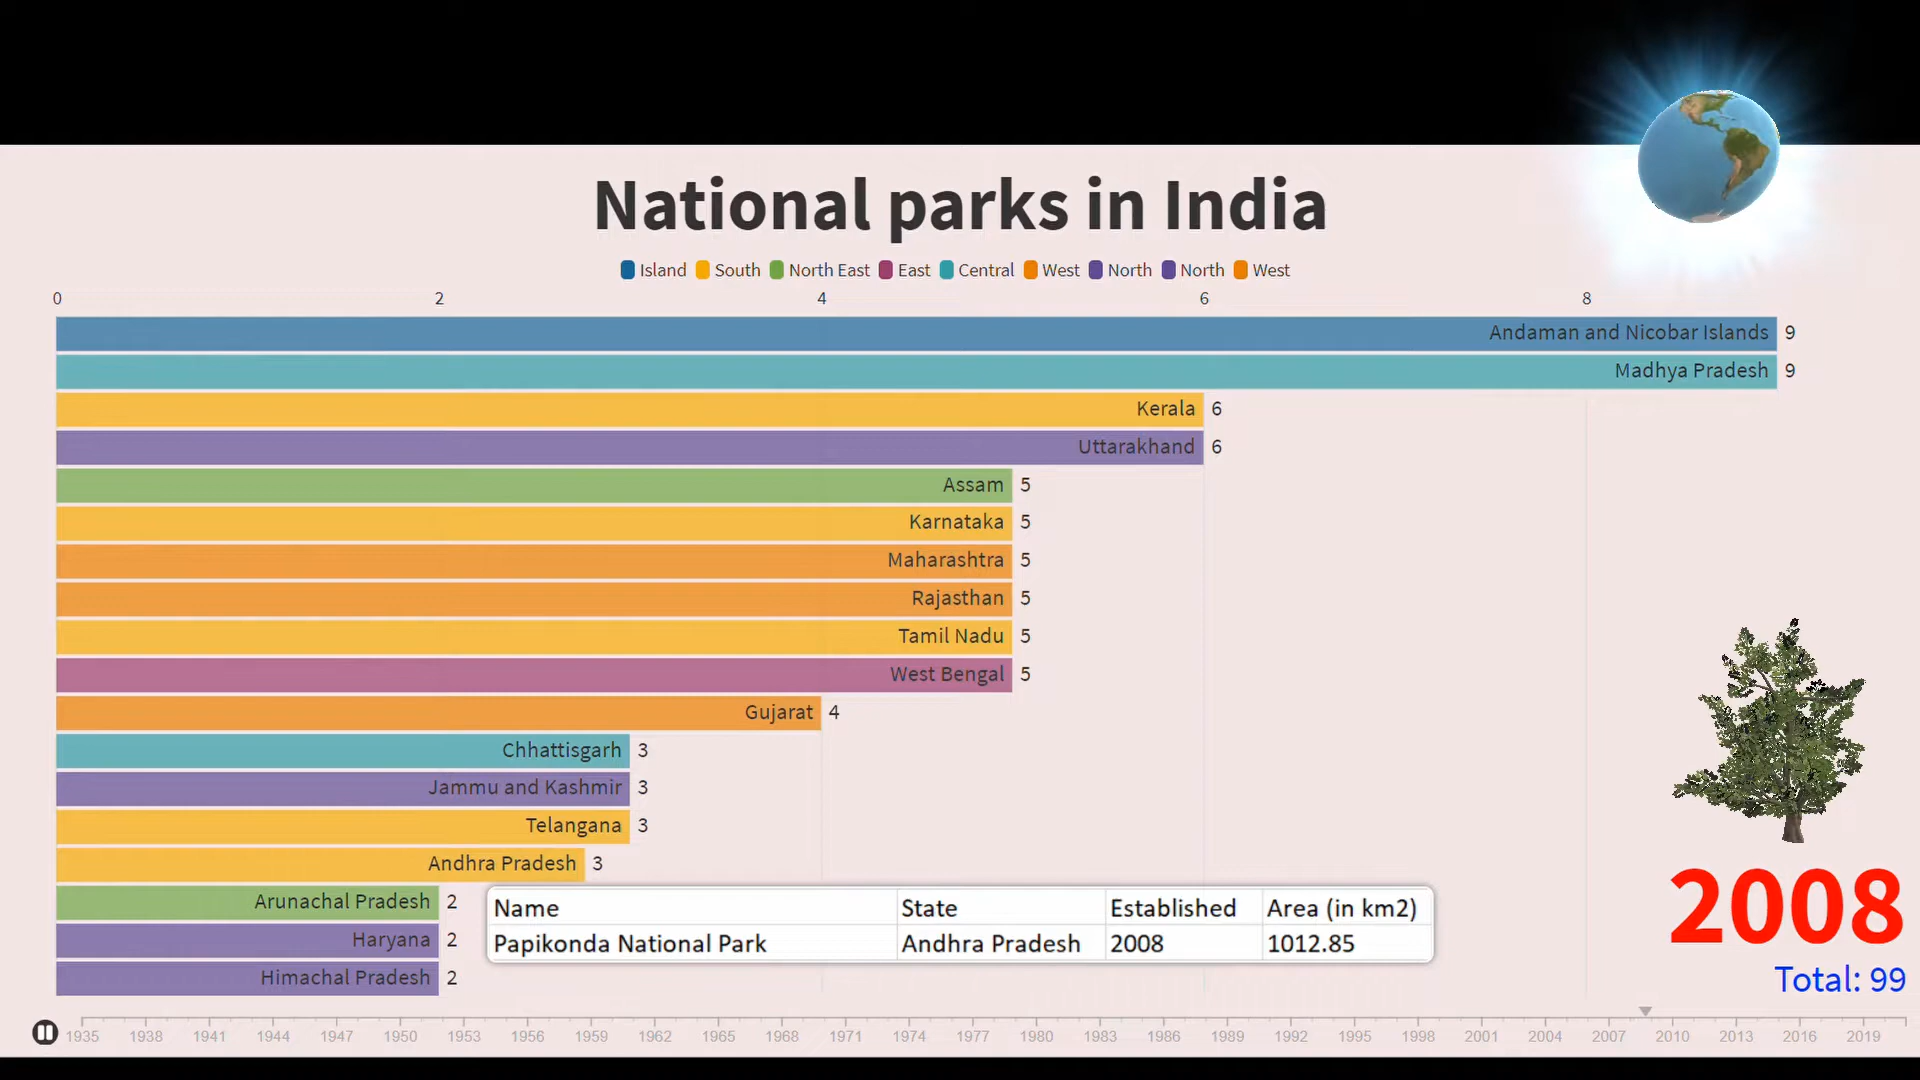 National parks in India
Island South North East East Central West North North West
0 2 4 6 8
Andaman and Nicobar Islands 9
Madhya Pradesh 9
Kerala 6
Uttarakhand 6
Assam 5
Karnataka 5
Maharashtra 5
Rajasthan 5
Tamil Nadu 5
West Bengal 5
Gujarat 4
Chhattisgarh 3
Jammu and Kashmir 3
Telangana 3
Andhra Pradesh 3
Arunachal Pradesh 2
Haryana 2
Himachal Pradesh 2
Name State Established Area (in km2)
Papikonda National Park Andhra Pradesh 2008 1012.85
2008
Total: 99
1935 1938 1941 1944 1947 1950 1953 1956 1959 1962 1965 1968 1971 1974 1977 1980 1983 1986 1989 1992 1995 1998 2001 2004 2007 2010 2013 2016 2019